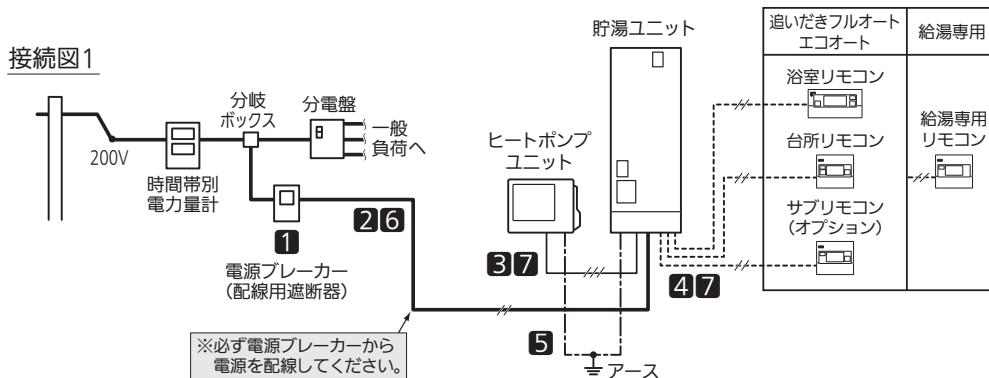 接続図1
200V
時間帯別
電力量計
分岐
ボックス
分電盤
一般
負荷へ
1
電源ブレーカー
（配線用遮断器）
2 6
※必ず電源ブレーカーから
電源を配線してください。
ヒートポンプ
ユニット
3 7
5
アース
貯湯ユニット
4 7
追いだきフルオート
エコオート
給湯専用
浴室リモコン
台所リモコン
サブリモコン
（オプション）
給湯専用
リモコン